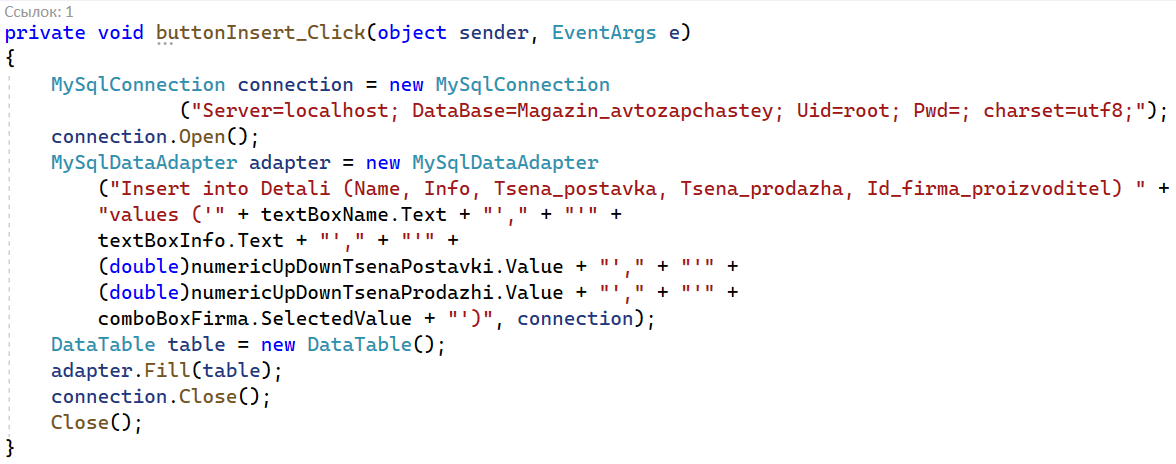 Ссылок: 1
private void buttonInsert_Click(object sender, EventArgs e)
{
    MySqlConnection connection = new MySqlConnection
               ("Server=localhost; DataBase=Magazin_avtozapchastey; Uid=root; Pwd=; charset=utf8;");
    connection.Open();
    MySqlDataAdapter adapter = new MySqlDataAdapter
        ("Insert into Detali (Name, Info, Tsena_postavka, Tsena_prodazha, Id_firma_proizvoditel) " +
        "values ('" + textBoxName.Text + "'," + "'" +
        textBoxInfo.Text + "'," + "'" +
        (double)numericUpDownTsenaPostavki.Value + "'," + "'" +
        (double)numericUpDownTsenaProdazhi.Value + "'," + "'" +
        comboBoxFirma.SelectedValue + "')", connection);
    DataTable table = new DataTable();
    adapter.Fill(table);
    connection.Close();
    Close();
}